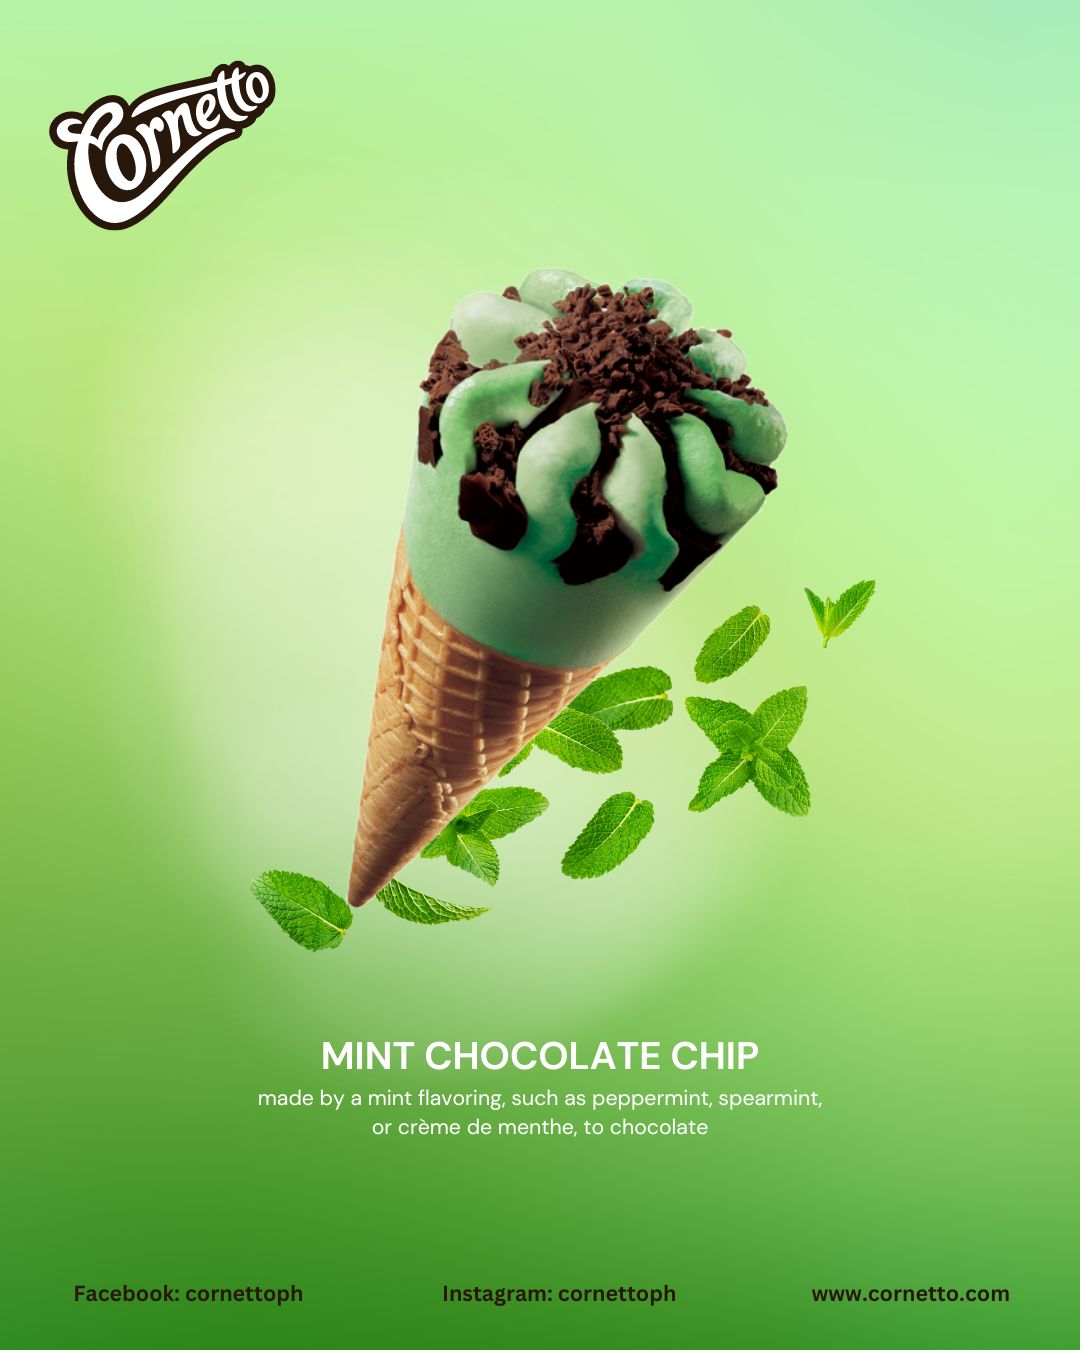 Cornetto
MINT CHOCOLATE CHIP
made by a mint flavoring, such as peppermint, spearmint,
or crème de menthe, to chocolate
Facebook: cornettoph
Instagram: cornettoph
www.cornetto.com